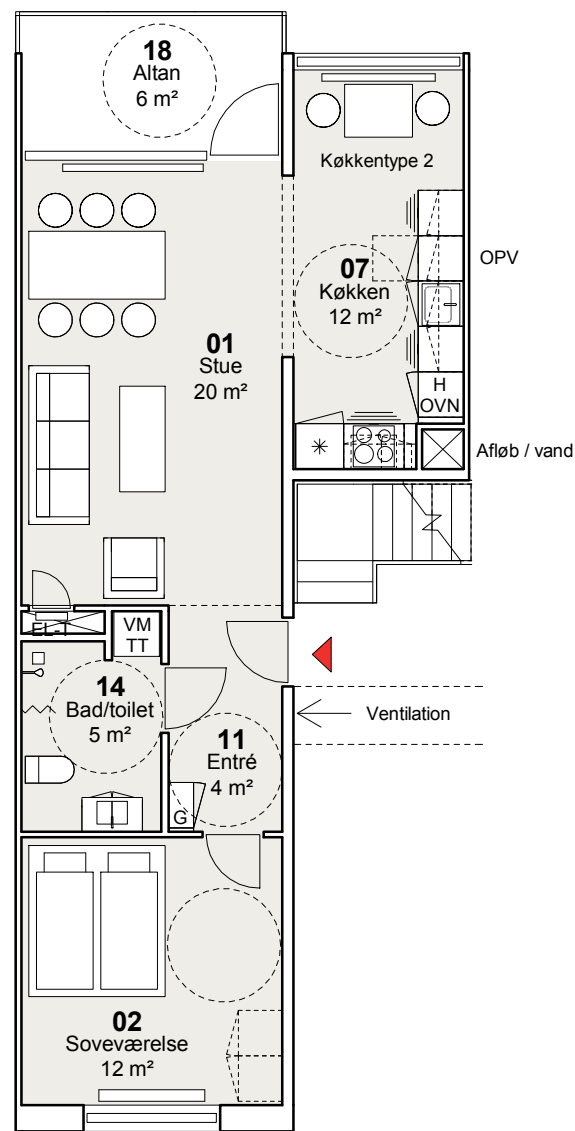 18
Altan
6 m²
Køkkentype 2
OPV
07
Køkken
12 m²
01
Stue
20 m²
H
OVN
Afløb / vand
EL-T
VM
TT
14
Bad/toilet
5 m²
Ventilation
11
Entré
4 m²
G
02
Soveværelse
12 m²